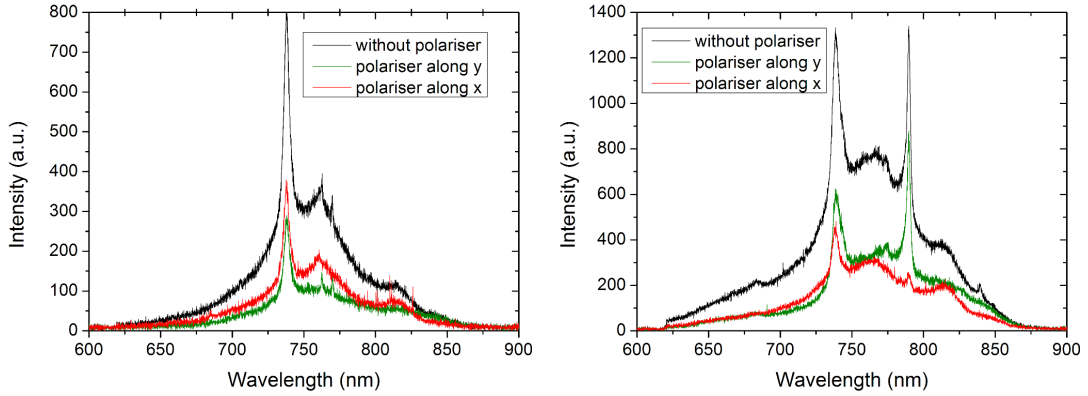 800
700
600
500
400
300
200
100
0
Intensity (a.u.)
without polariser
polariser along y
polariser along x
600 650 700 750 800 850 900
Wavelength (nm)
1400
1200
1000
800
600
400
200
0
Intensity (a.u.)
without polariser
polariser along y
polariser along x
600 650 700 750 800 850 900
Wavelength (nm)